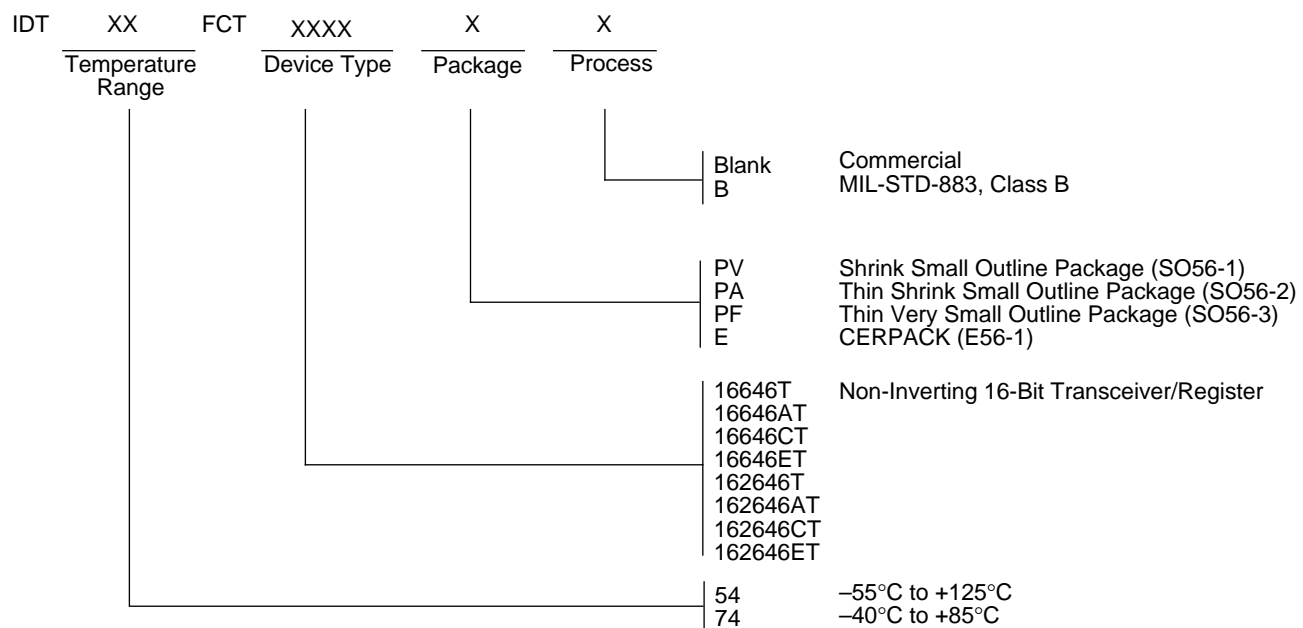 IDT XX FCT XXXX X X
Temperature Range Device Type Package Process
Blank Commercial
B MIL-STD-883, Class B
PV Shrink Small Outline Package (SO56-1)
PA Thin Shrink Small Outline Package (SO56-2)
PF Thin Very Small Outline Package (SO56-3)
E CERPACK (E56-1)
16646T Non-Inverting 16-Bit Transceiver/Register
16646AT
16646CT
16646ET
162646T
162646AT
162646CT
162646ET
54 –55°C to +125°C
74 –40°C to +85°C